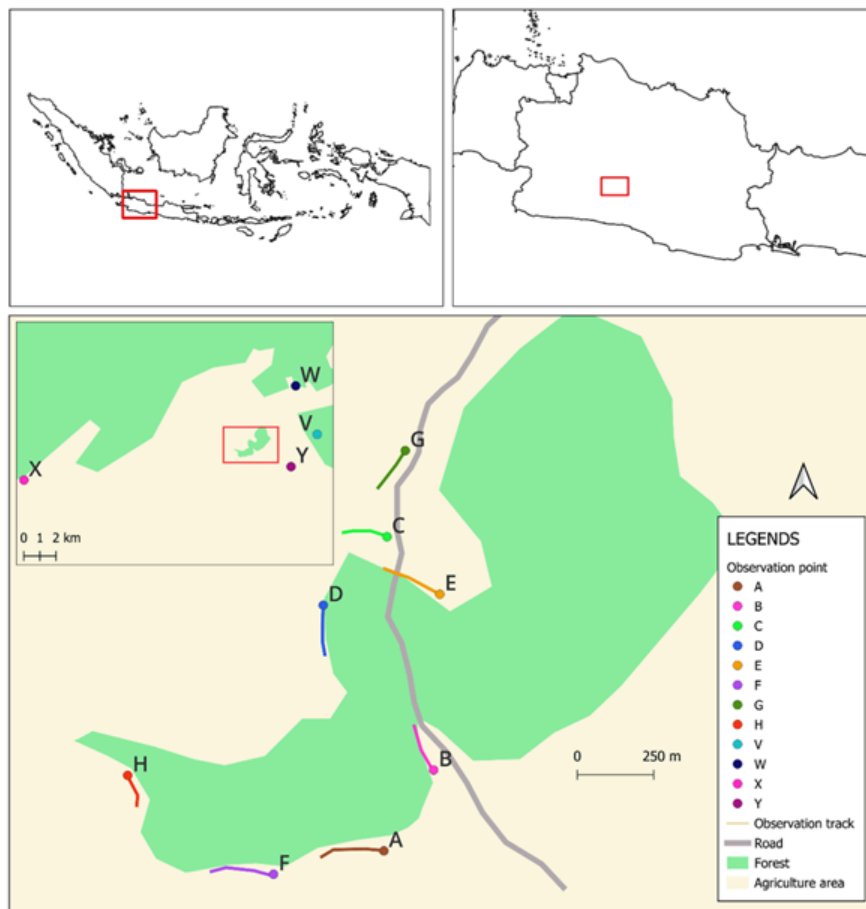 W
V
Y
X
0 1 2 km
G
C
E
D
B
H
A
F
0 250 m
LEGENDS
Observation point
A
B
C
D
E
F
G
H
V
W
X
Y
Observation track
Road
Forest
Agriculture area